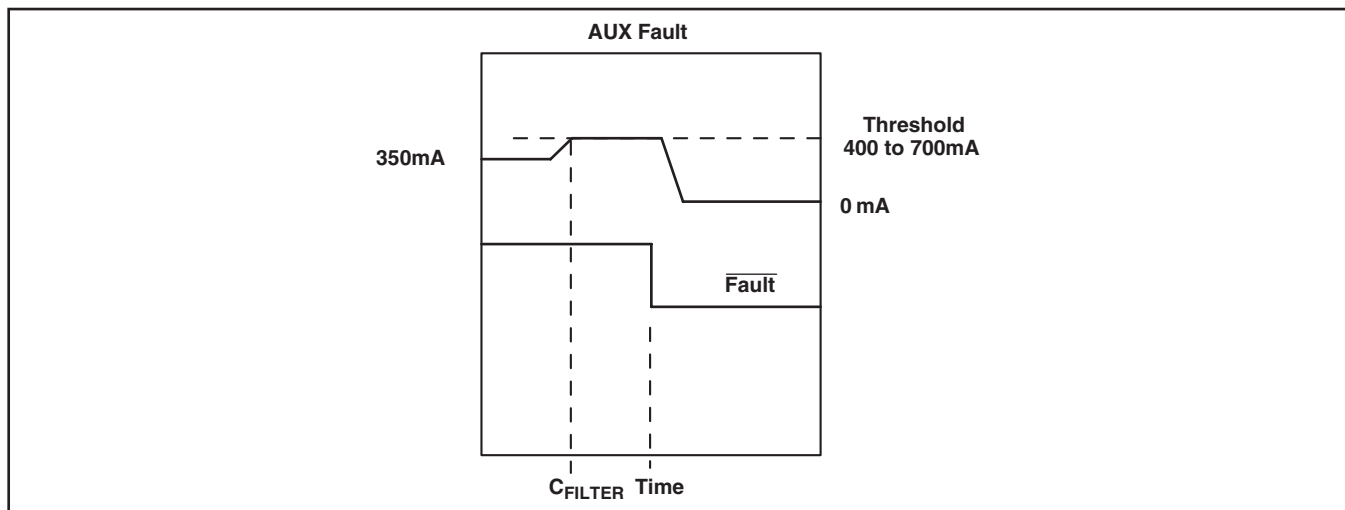 AUX Fault
Threshold
400 to 700mA
350mA
0 mA
Fault
CFILTER Time